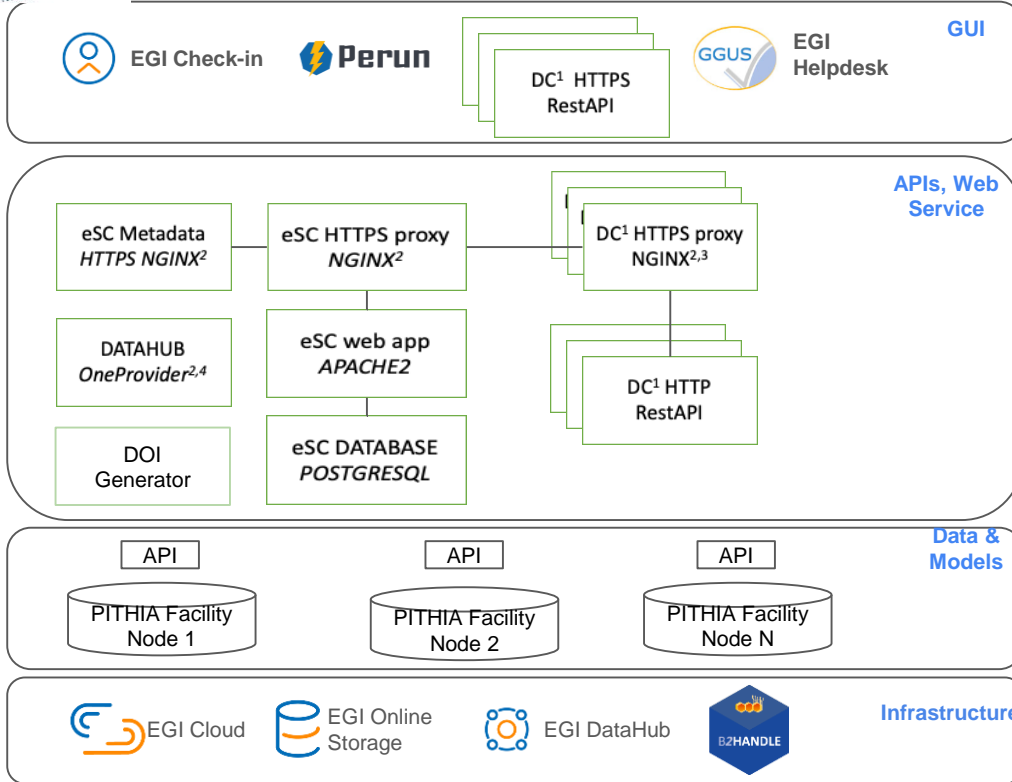 GUI
EGI Check-in
Perun
DC¹ HTTPS
RestAPI
GGUS
EGI
Helpdesk
APIs, Web
Service
eSC Metadata
HTTPS NGINX²
eSC HTTPS proxy
NGINX²
DC¹ HTTPS proxy
NGINX²,³
DATAHUB
OneProvider²,⁴
eSC web app
APACHE2
DC¹ HTTP
RestAPI
DOI
Generator
eSC DATABASE
POSTGRESQL
Data &
Models
API
API
API
PITHIA Facility
Node 1
PITHIA Facility
Node 2
PITHIA Facility
Node N
Infrastructure
EGI Cloud
EGI Online
Storage
EGI DataHub
B2HANDLE